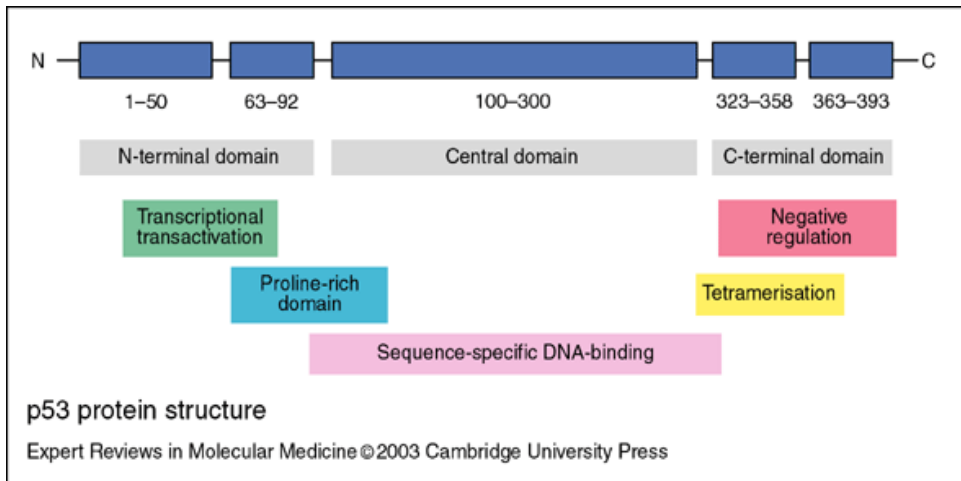 N
C
1–50
63–92
100–300
323–358
363–393
N-terminal domain
Central domain
C-terminal domain
Transcriptional
transactivation
Negative
regulation
Proline-rich
domain
Tetramerisation
Sequence-specific DNA-binding
p53 protein structure
Expert Reviews in Molecular Medicine©2003 Cambridge University Press